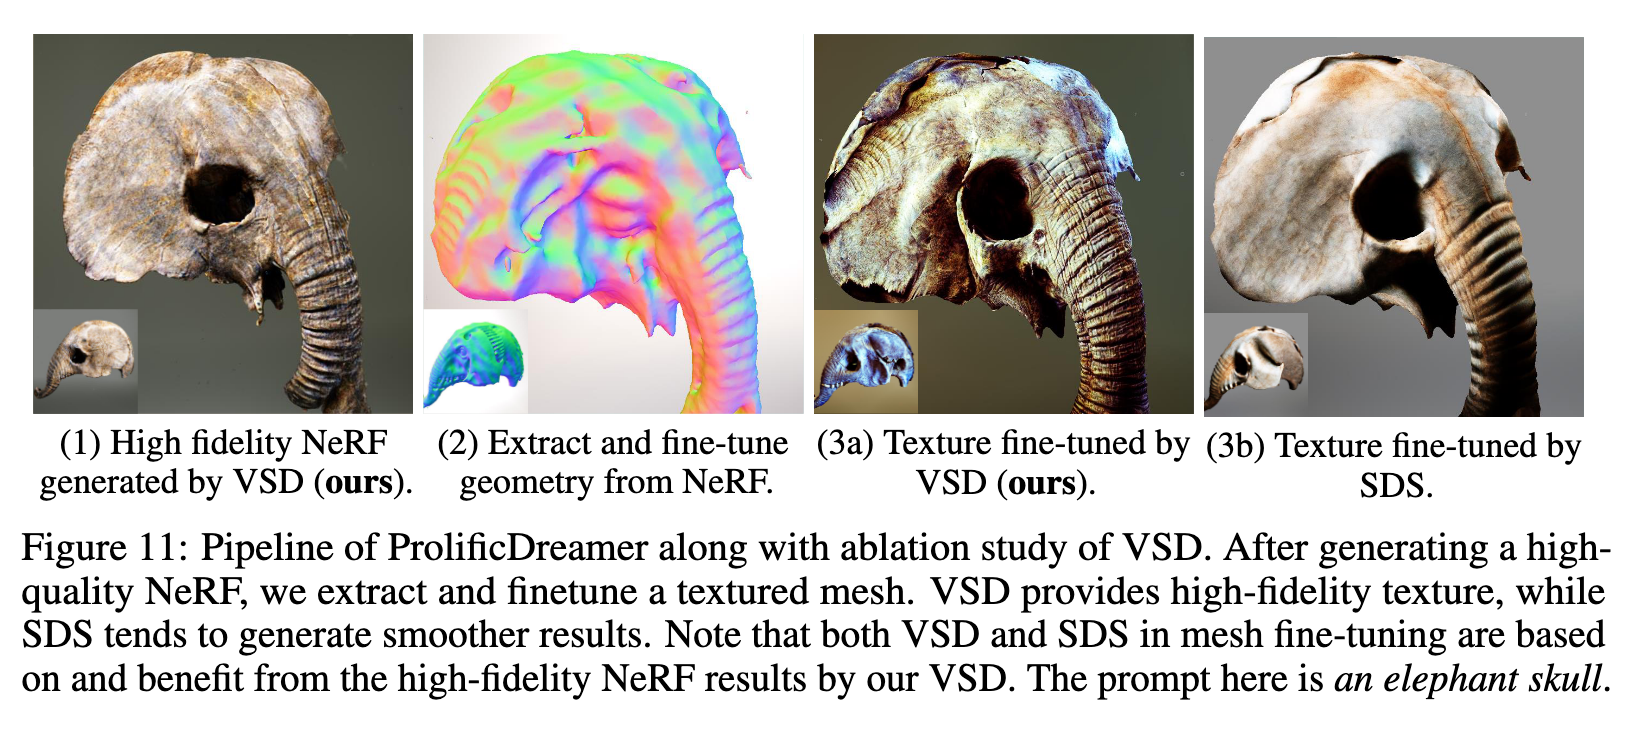 (1) High fidelity NeRF
generated by VSD (ours).
(2) Extract and fine-tune
geometry from NeRF.
(3a) Texture fine-tuned by
VSD (ours).
(3b) Texture fine-tuned by
SDS.
Figure 11: Pipeline of ProlificDreamer along with ablation study of VSD. After generating a high-
quality NeRF, we extract and finetune a textured mesh. VSD provides high-fidelity texture, while
SDS tends to generate smoother results. Note that both VSD and SDS in mesh fine-tuning are based
on and benefit from the high-fidelity NeRF results by our VSD. The prompt here is an elephant skull.